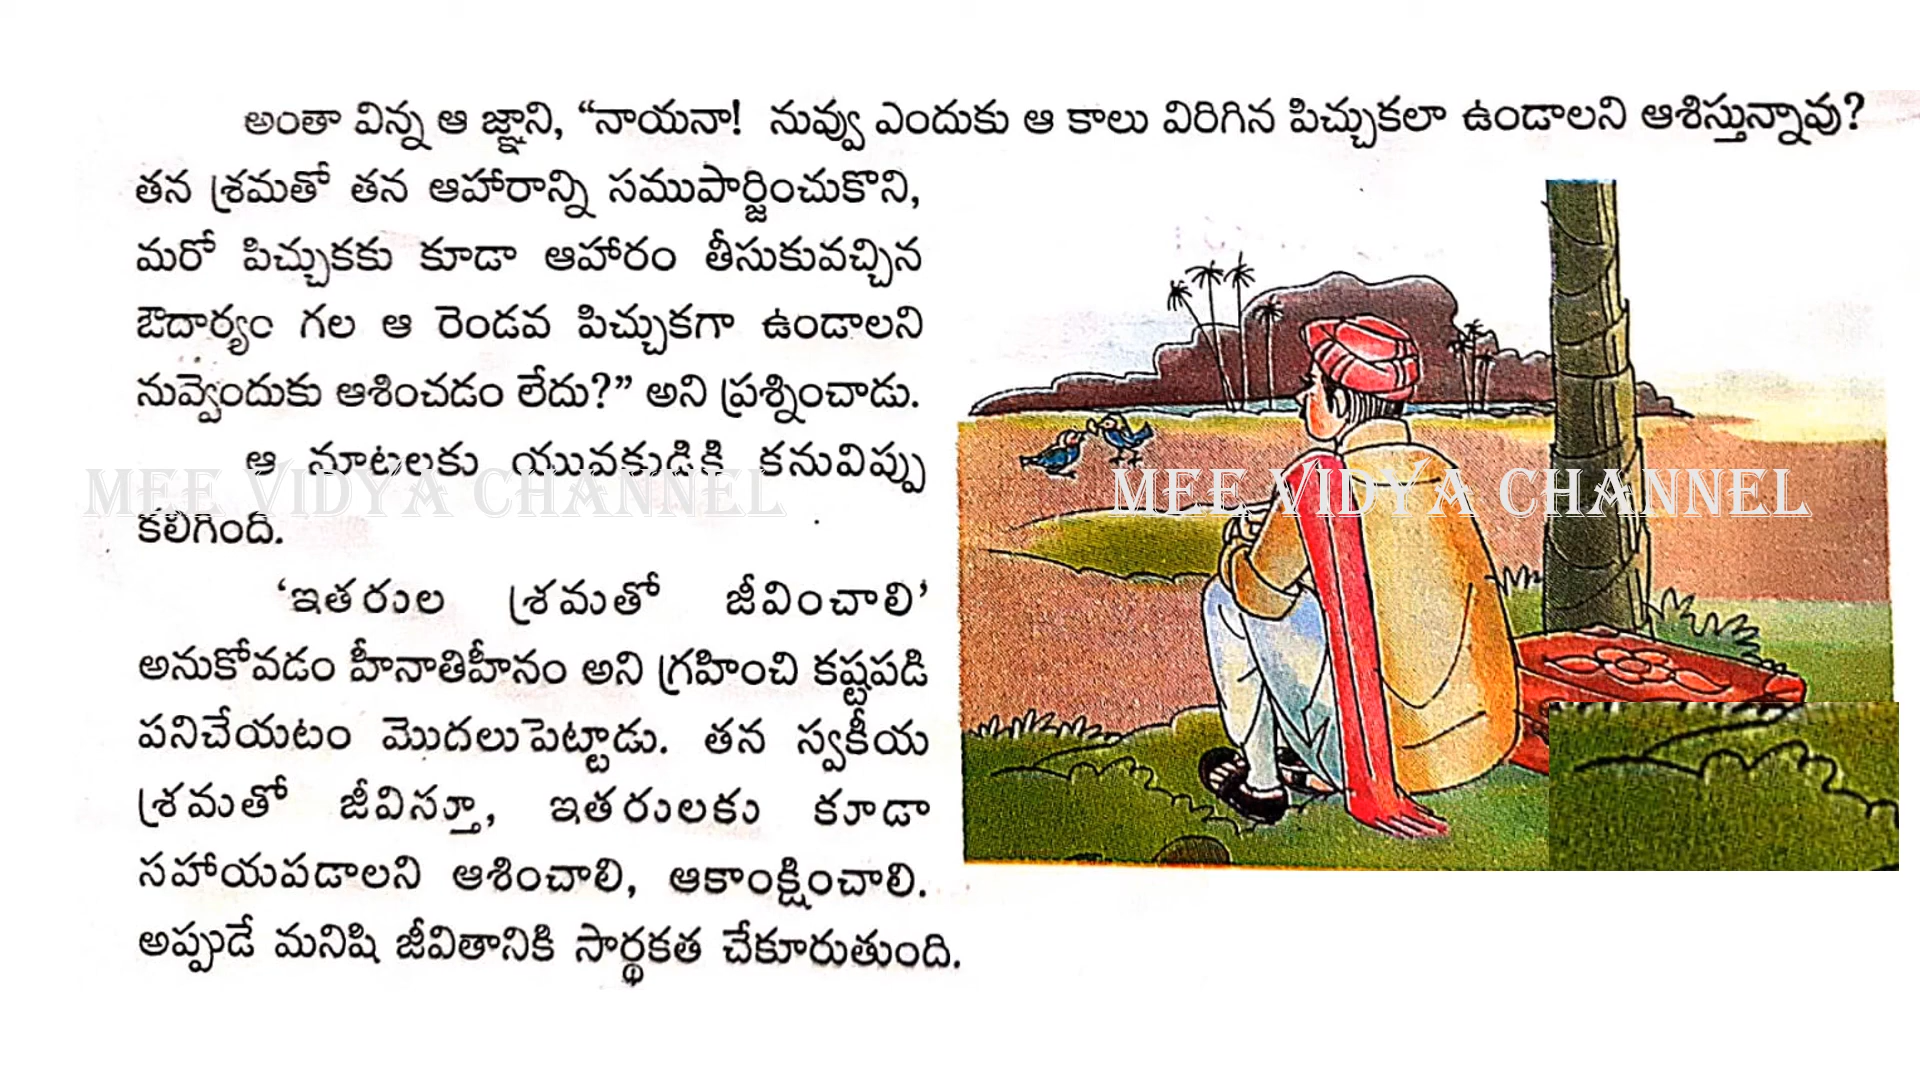 అంతా విన్న ఆ జ్ఞాని, “నాయనా! నువ్వు ఎందుకు ఆ కాలు విరిగిన పిచ్చుకలా ఉండాలని ఆశిస్తున్నావు?
తన శ్రమతో తన ఆహారాన్ని సముపార్జించుకొని,
మరో పిచ్చుకకు కూడా ఆహారం తీసుకువచ్చిన
ఔదార్యం గల ఆ రెండవ పిచ్చుకగా ఉండాలని
నువ్వెందుకు ఆశించడం లేదు?” అని ప్రశ్నించాడు.
ఆ మాటలకు యువకుడికి కనువిప్పు
MEE VIDYA CHANNEL MEE VIDYA CHANNEL
కలిగింది.
‘ఇతరుల శ్రమతో జీవించాలి’
అనుకోవడం హీనాతిహీనం అని గ్రహించి కష్టపడి
పనిచేయటం మొదలుపెట్టాడు. తన స్వకీయ
శ్రమతో జీవిస్తూ, ఇతరులకు కూడా
సహాయపడాలని ఆశించాలి, ఆకాంక్షించాలి.
అప్పుడే మనిషి జీవితానికి సార్థకత చేకూరుతుంది.